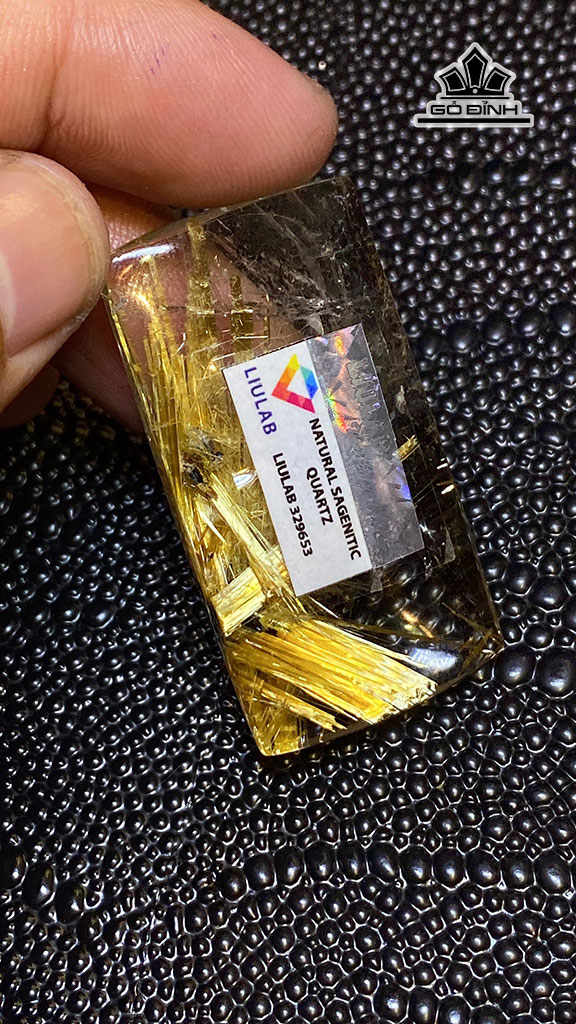 GỖ ĐỈNH
LIULAB
NATURAL SAGENITIC
QUARTZ
LIULAB 329653